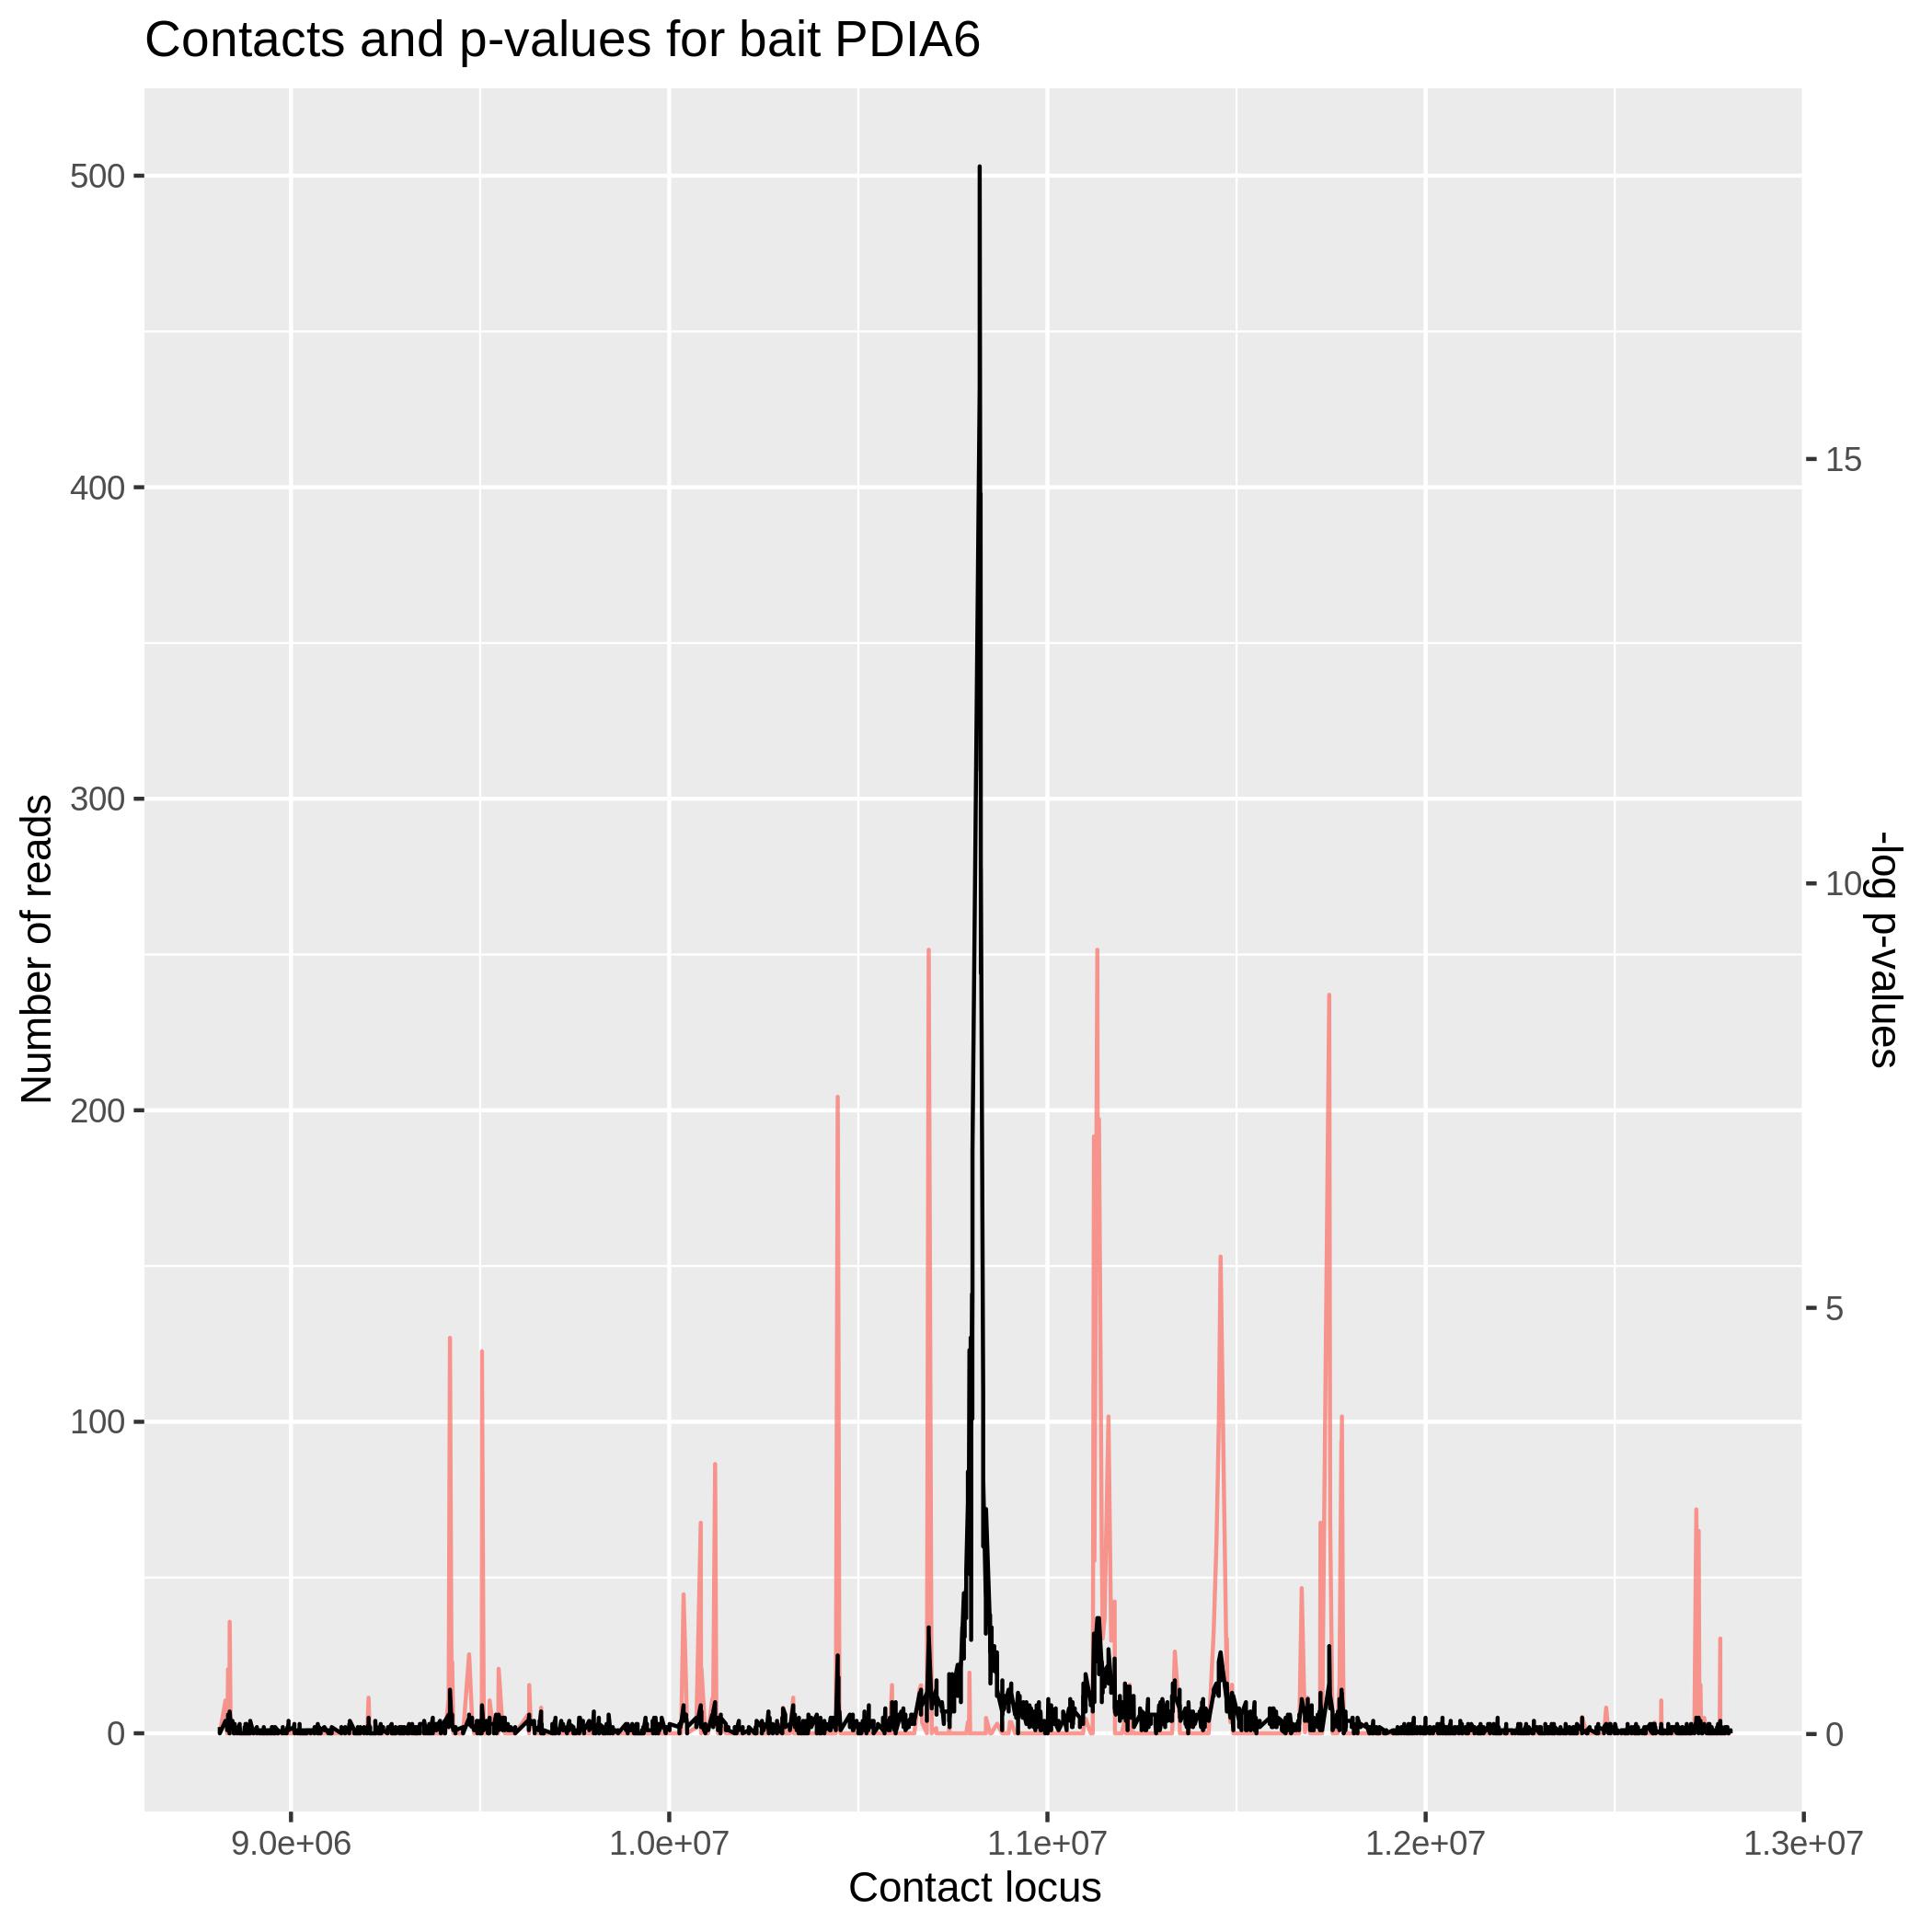 Contacts and p-values for bait PDIA6
500
400
300
200
100
0
Number of reads
15
10
5
0
-log p-values
9.0e+06 1.0e+07 1.1e+07 1.2e+07 1.3e+07
Contact locus